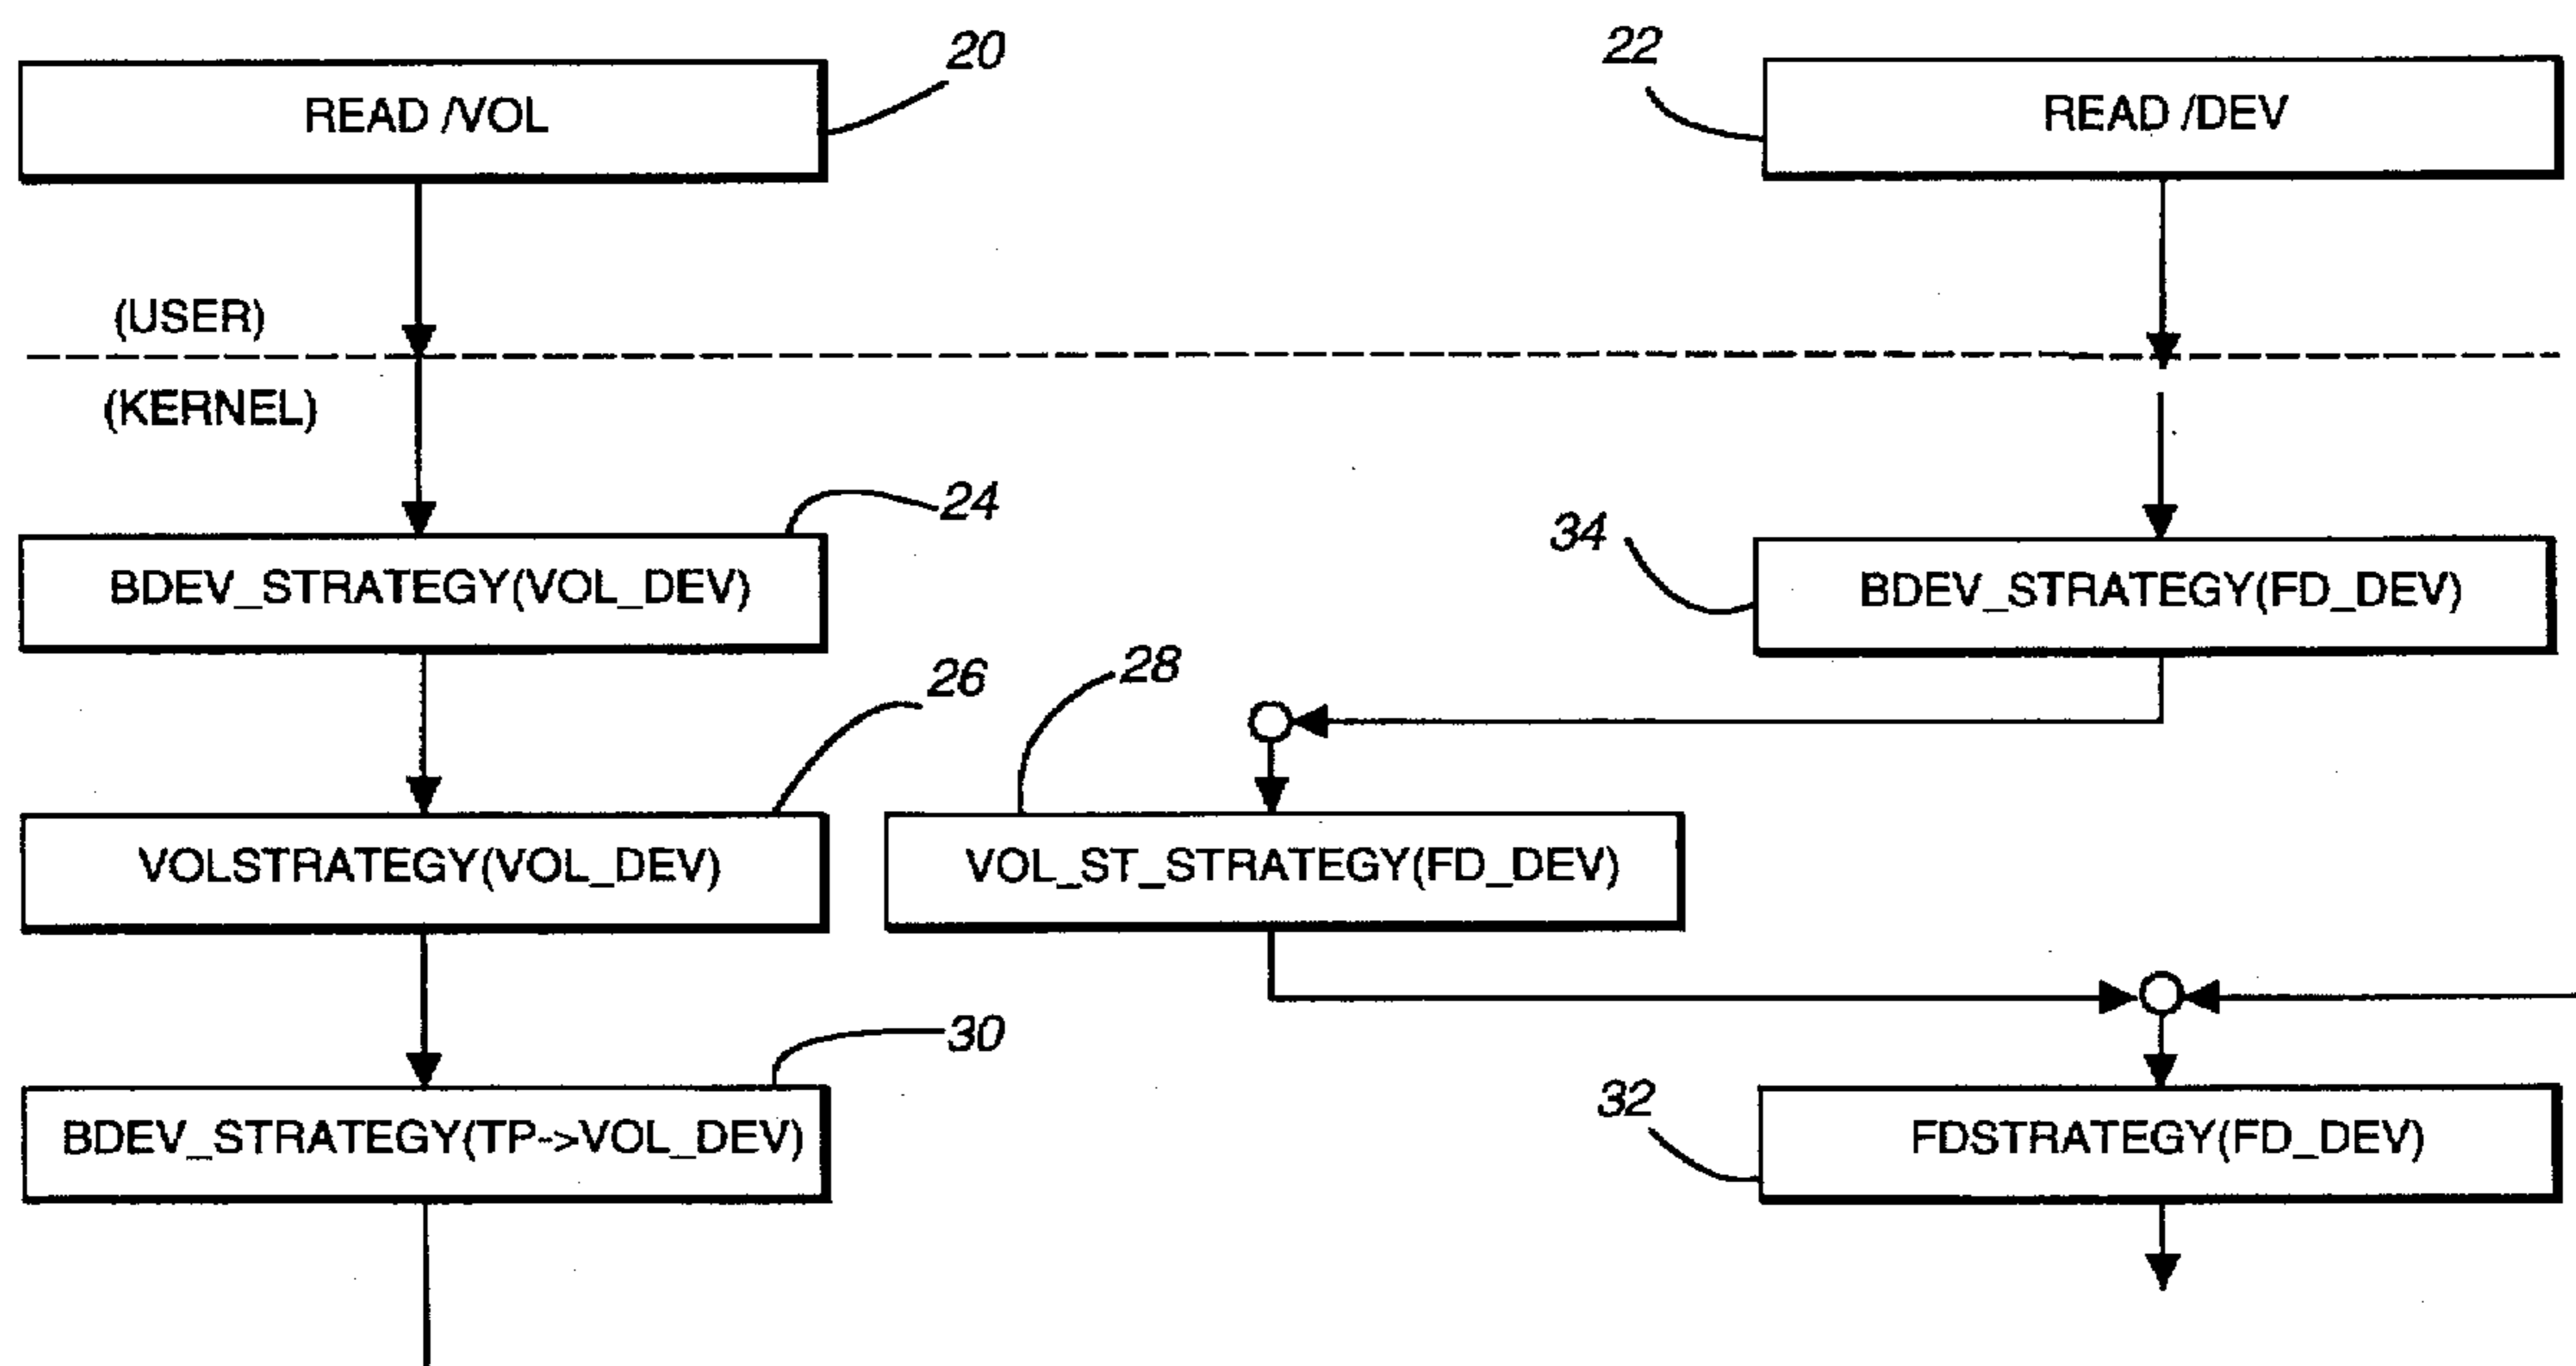 20
22
READ /VOL
READ /DEV
(USER)
(KERNEL)
24
34
BDEV_STRATEGY(VOL_DEV)
BDEV_STRATEGY(FD_DEV)
26
28
VOLSTRATEGY(VOL_DEV)
VOL_ST_STRATEGY(FD_DEV)
30
32
BDEV_STRATEGY(TP->VOL_DEV)
FDSTRATEGY(FD_DEV)